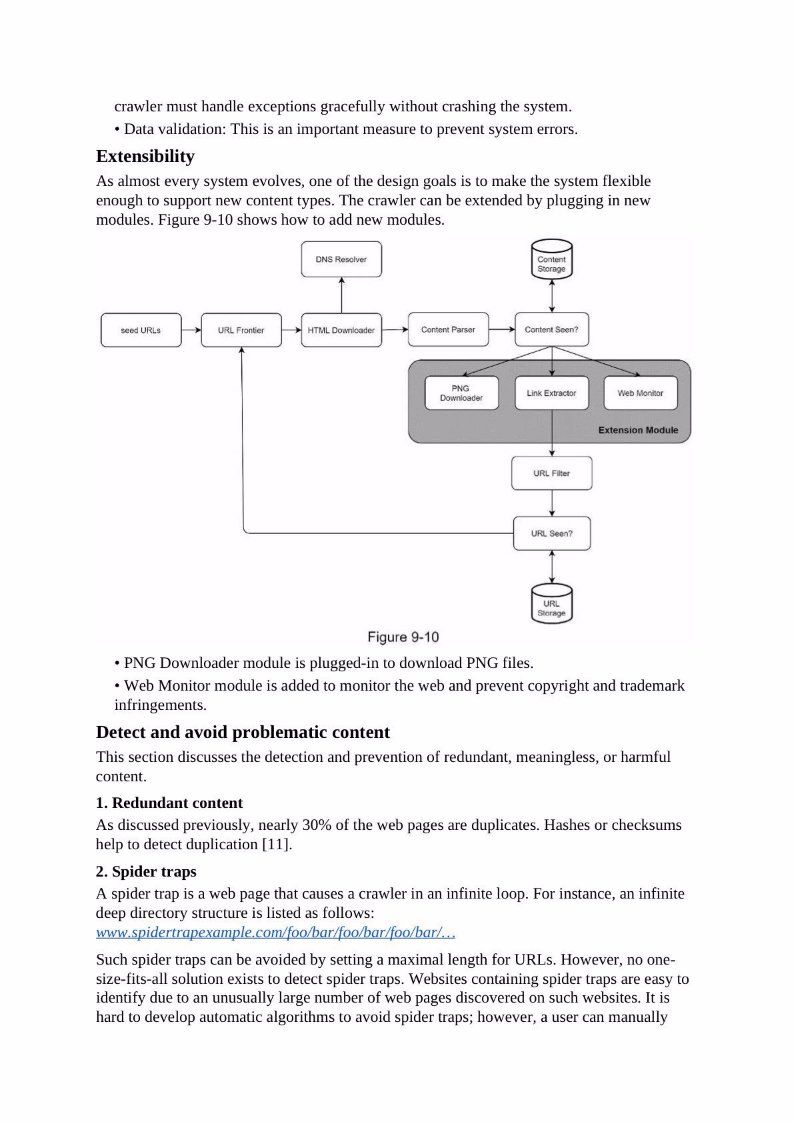 crawler must handle exceptions gracefully without crashing the system.
• Data validation: This is an important measure to prevent system errors.
Extensibility
As almost every system evolves, one of the design goals is to make the system flexible
enough to support new content types. The crawler can be extended by plugging in new
modules. Figure 9-10 shows how to add new modules.
DNS Resolver
Content
Storage
seed URLs
URL Frontier
HTML Downloader
Content Parser
Content Seen?
PNG
Downloader
Link Extractor
Web Monitor
Extension Module
URL Filter
URL Seen?
URL
Storage
Figure 9-10
• PNG Downloader module is plugged-in to download PNG files.
• Web Monitor module is added to monitor the web and prevent copyright and trademark
infringements.
Detect and avoid problematic content
This section discusses the detection and prevention of redundant, meaningless, or harmful
content.
1. Redundant content
As discussed previously, nearly 30% of the web pages are duplicates. Hashes or checksums
help to detect duplication [11].
2. Spider traps
A spider trap is a web page that causes a crawler in an infinite loop. For instance, an infinite
deep directory structure is listed as follows:
www.spidertrapexample.com/foo/bar/foo/bar/foo/bar/…
Such spider traps can be avoided by setting a maximal length for URLs. However, no one-
size-fits-all solution exists to detect spider traps. Websites containing spider traps are easy to
identify due to an unusually large number of web pages discovered on such websites. It is
hard to develop automatic algorithms to avoid spider traps; however, a user can manually